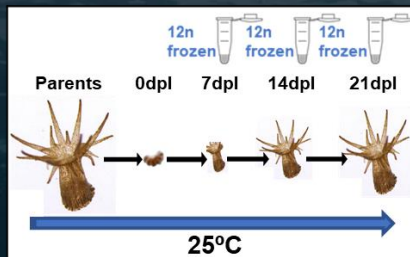 12n 12n 12n
frozen frozen frozen
Parents 0dpl 7dpl 14dpl 21dpl
25ºC